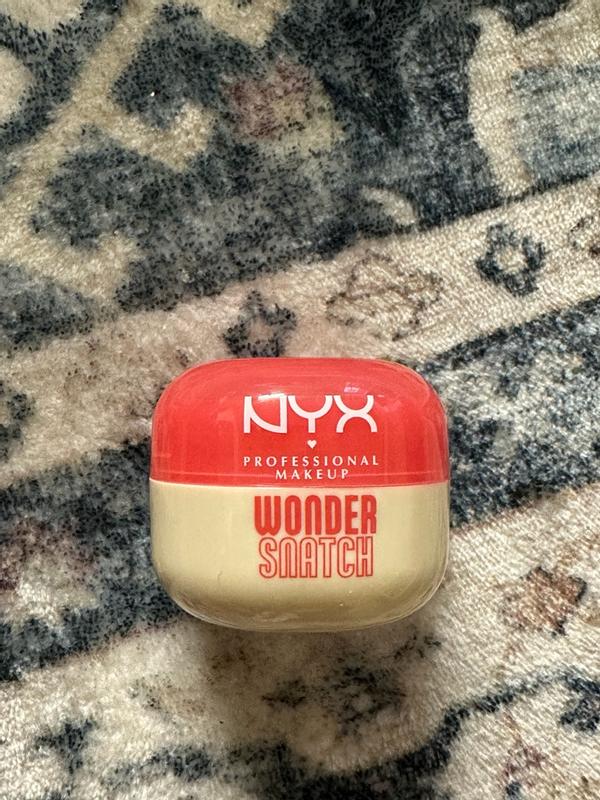 NYX
PROFESSIONAL
MAKEUP
WONDER
SNATCH